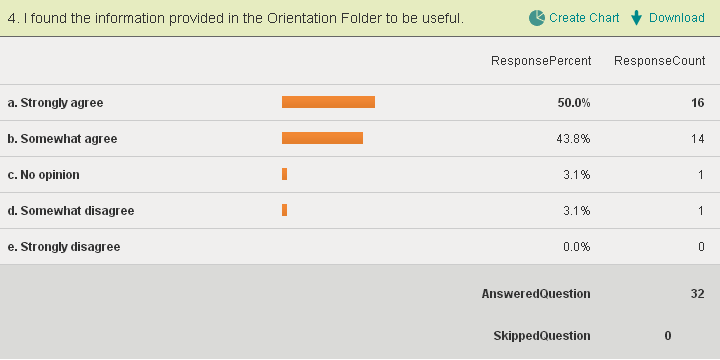 4. I found the information provided in the Orientation Folder to be useful. Create Chart Download
ResponsePercent ResponseCount
a. Strongly agree 50.0% 16
b. Somewhat agree 43.8% 14
c. No opinion 3.1% 1
d. Somewhat disagree 3.1% 1
e. Strongly disagree 0.0% 0
AnsweredQuestion 32
SkippedQuestion 0